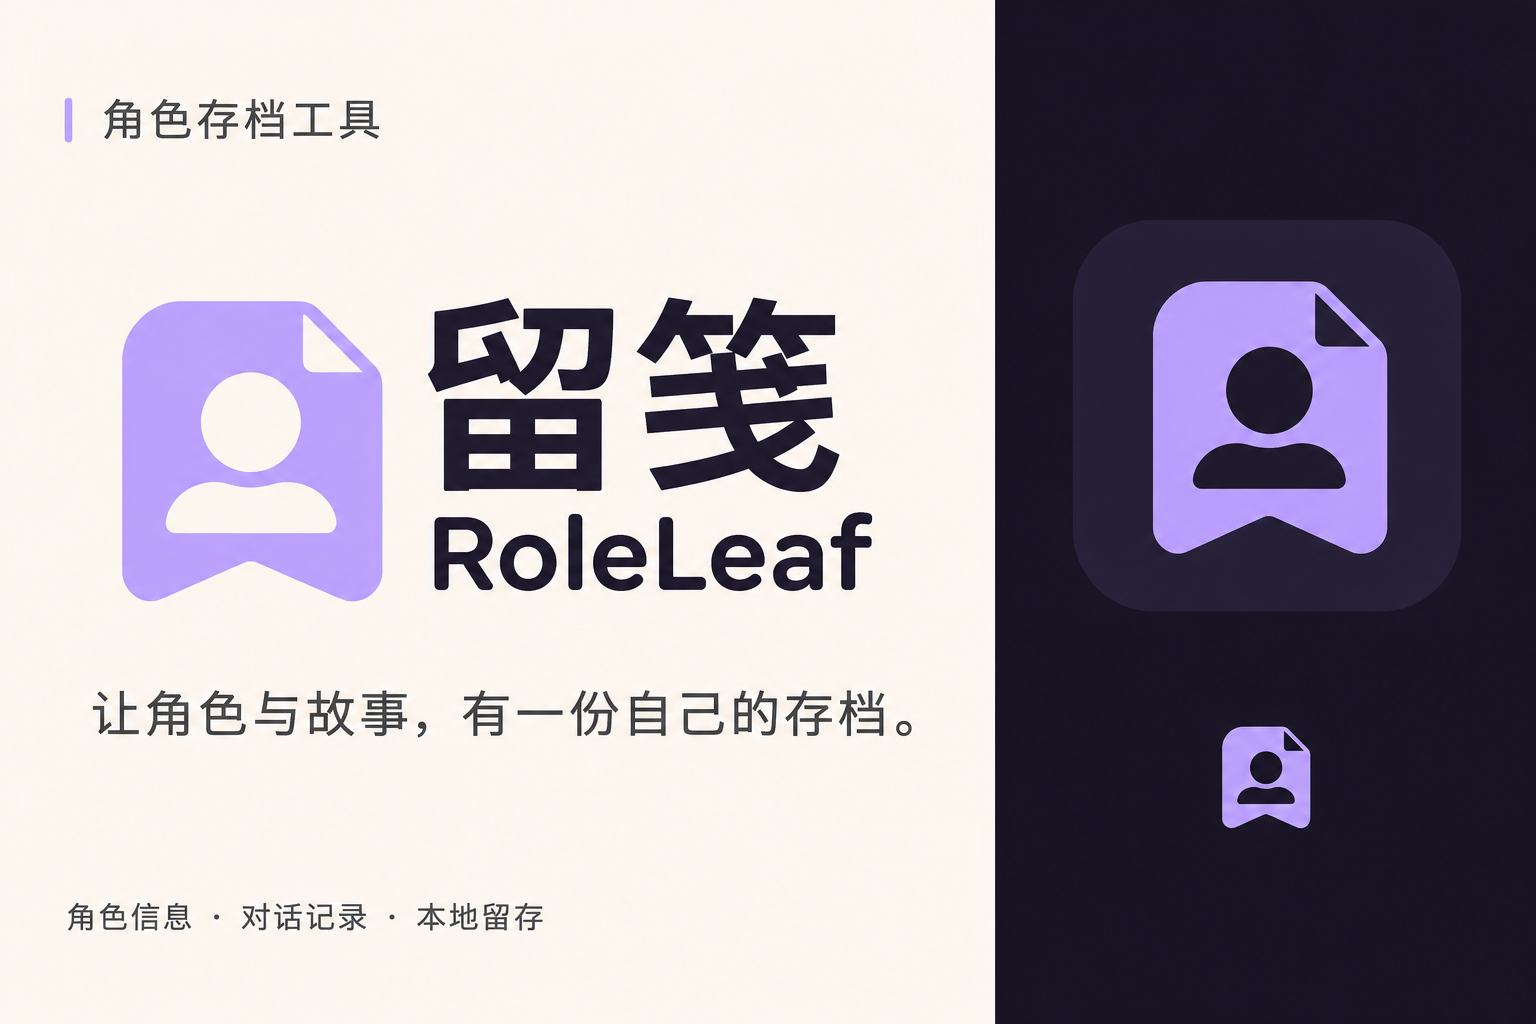 角色存档工具
留笺
RoleLeaf
让角色与故事，有一份自己的存档。
角色信息 · 对话记录 · 本地留存